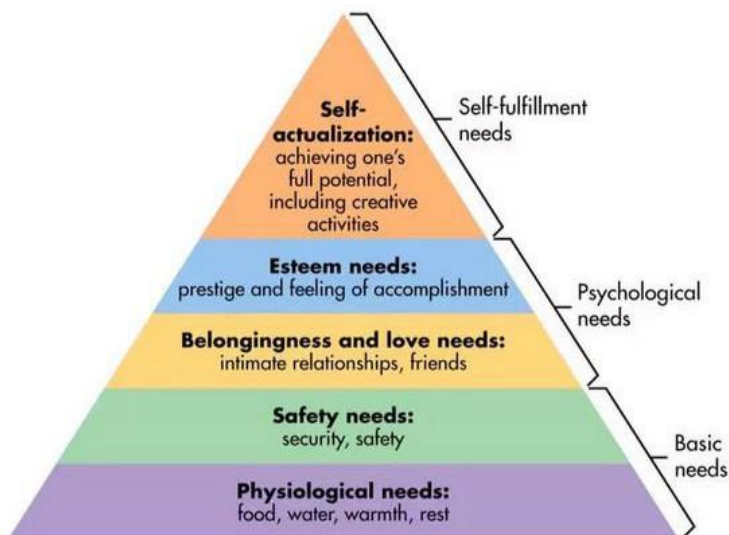 Self-
actualization:
achieving one's
full potential,
including creative
activities
Self-fulfillment
needs
Esteem needs:
prestige and feeling of accomplishment
Psychological
needs
Belongingness and love needs:
intimate relationships, friends
Safety needs:
security, safety
Basic
needs
Physiological needs:
food, water, warmth, rest